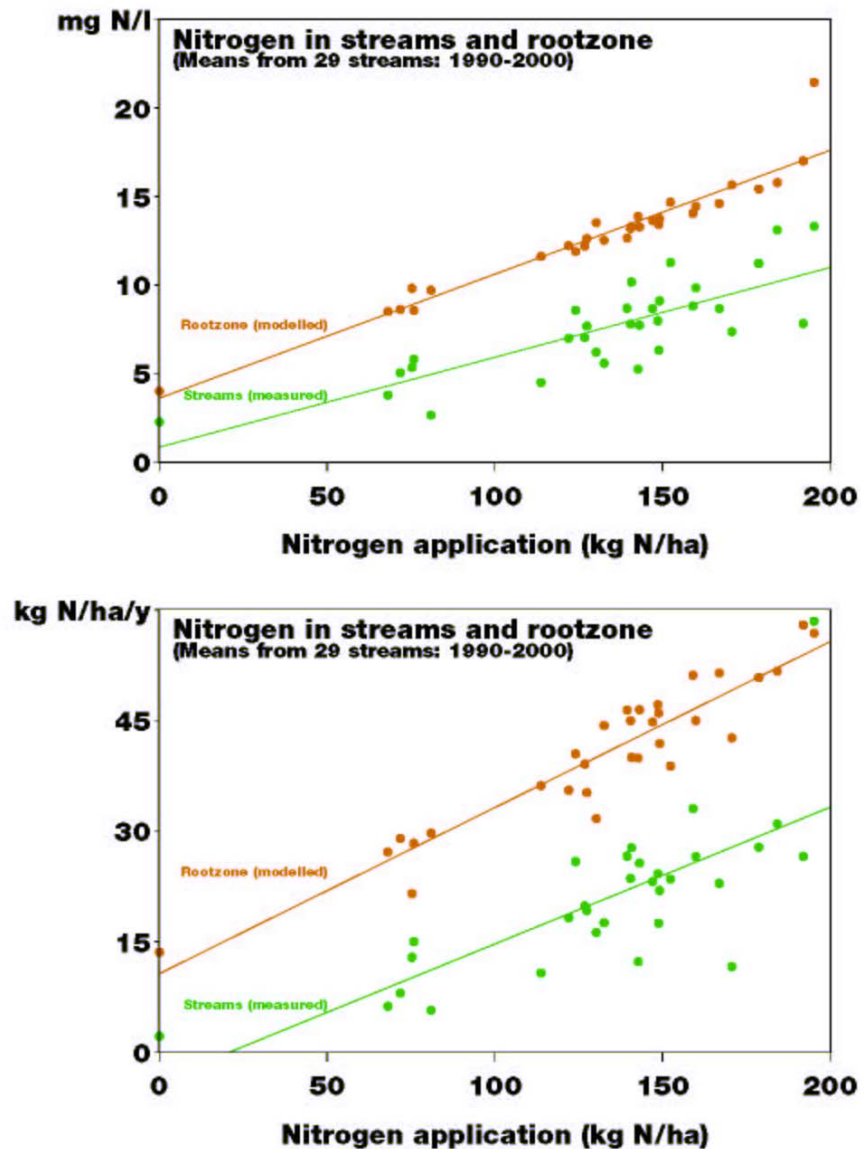 mg N/l
Nitrogen in streams and rootzone
(Means from 29 streams: 1990-2000)
20
15
10
Rootzone (modelled)
5
Streams (measured)
0
0 50 100 150 200
Nitrogen application (kg N/ha)
kg N/ha/y
Nitrogen in streams and rootzone
(Means from 29 streams: 1990-2000)
45
30
Rootzone (modelled)
15
Streams (measured)
0
0 50 100 150 200
Nitrogen application (kg N/ha)